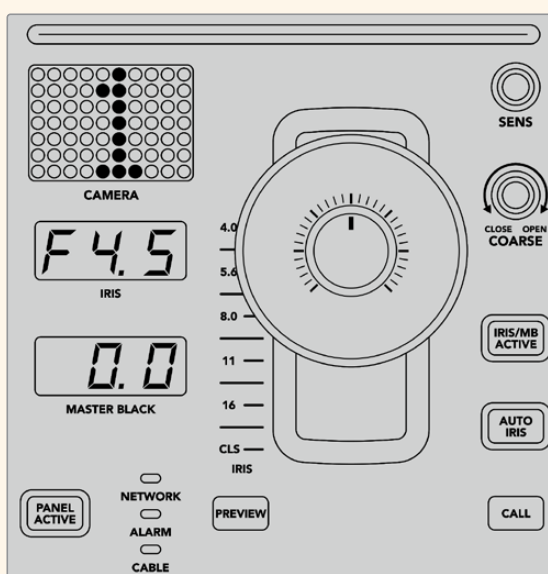 1
CAMERA
SENS
CLOSE OPEN
COARSE
F4.5
IRIS
0.0
MASTER BLACK
4.0
5.6
8.0
11
16
CLS
IRIS
IRIS/MB
ACTIVE
AUTO
IRIS
PANEL
ACTIVE
NETWORK
ALARM
CABLE
PREVIEW
CALL